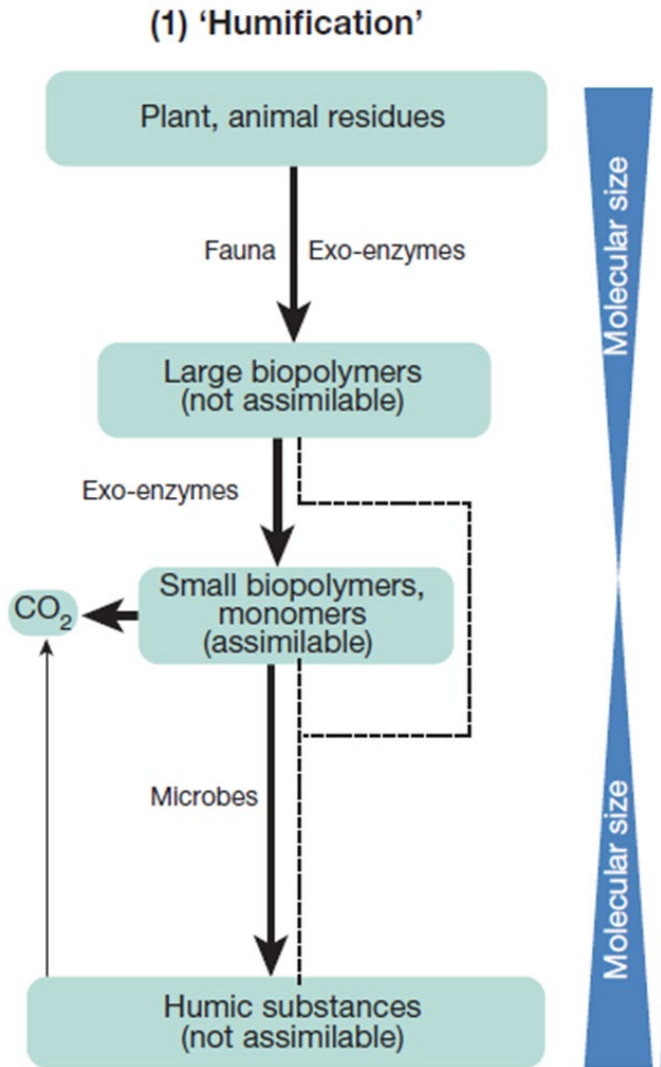 (1) ‘Humification’
Plant, animal residues
Molecular size
Fauna
Exo-enzymes
Large biopolymers
(not assimilable)
Exo-enzymes
Small biopolymers,
monomers
(assimilable)
CO₂
Microbes
Molecular size
Humic substances
(not assimilable)